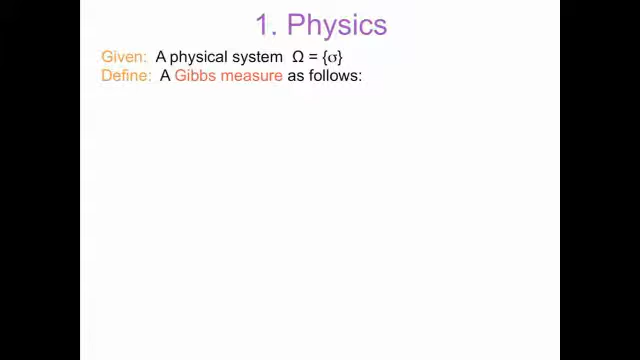 1. Physics
Given: A physical system Ω = {σ}
Define: A Gibbs measure as follows: